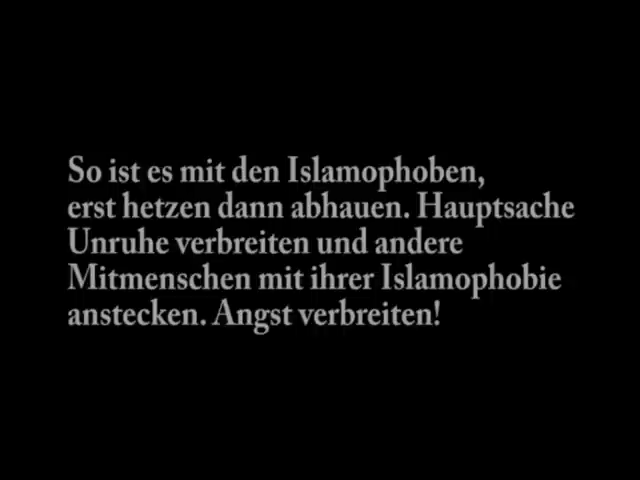 So ist es mit den Islamophoben,
erst hetzen dann abhauen. Hauptsache
Unruhe verbreiten und andere
Mitmenschen mit ihrer Islamophobie
anstecken. Angst verbreiten!